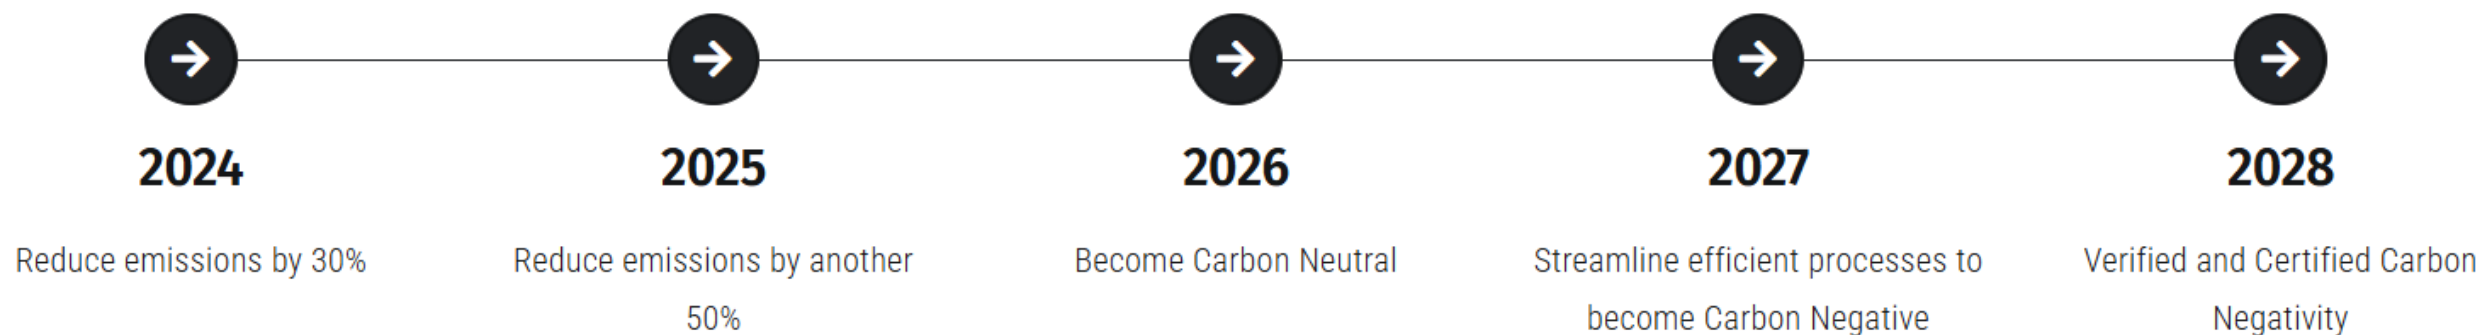 2024
Reduce emissions by 30%
2025
Reduce emissions by another
50%
2026
Become Carbon Neutral
2027
Streamline efficient processes to
become Carbon Negative
2028
Verified and Certified Carbon
Negativity